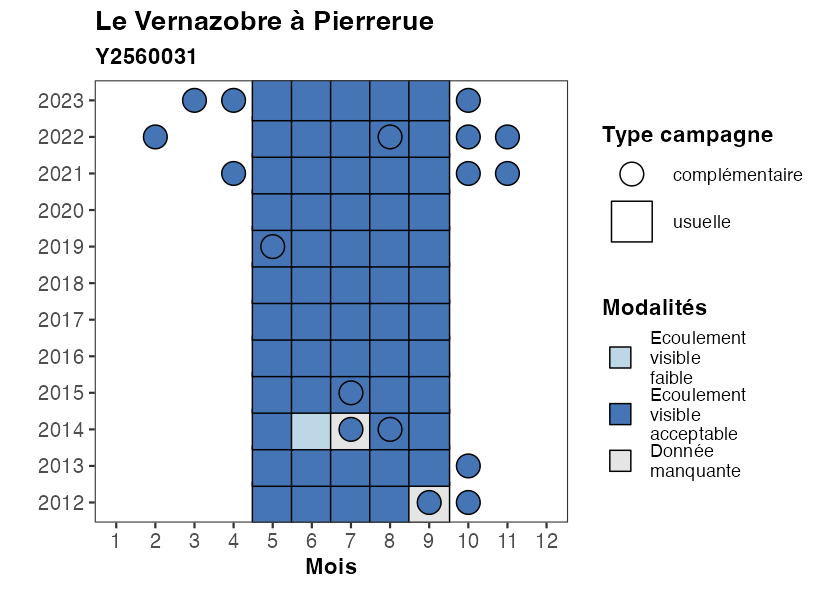 Le Vernazobre à Pierrerue
Y2560031
2023
2022
2021
2020
2019
2018
2017
2016
2015
2014
2013
2012
1 2 3 4 5 6 7 8 9 10 11 12
Mois
Type campagne
complémentaire
usuelle
Modalités
Ecoulement
visible
faible
Ecoulement
visible
acceptable
Donnée
manquante